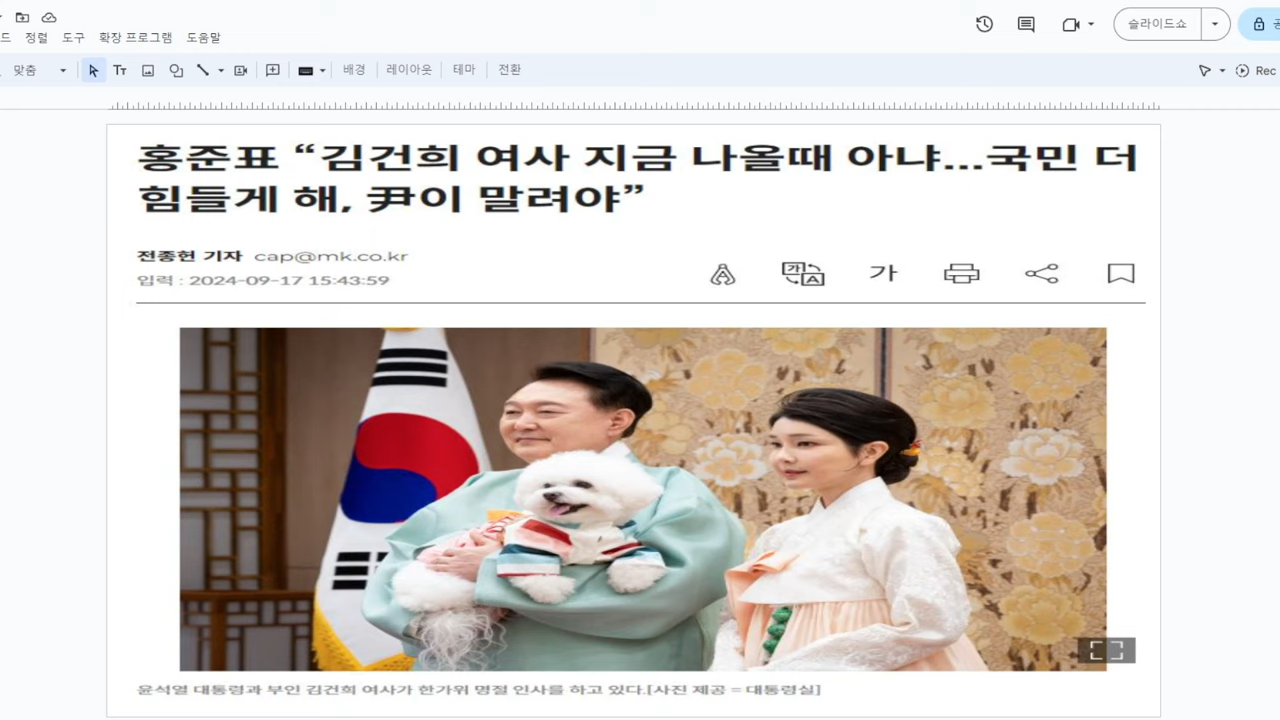 정렬 도구 확장 프로그램 도움말
슬라이드쇼
맞춤 Tт 배경 레이아웃 테마 전환 Rec
홍준표 “김건희 여사 지금 나올때 아냐...국민 더
힘들게 해, 尹이 말려야”
전종헌 기자 cap@mk.co.kr
입력 : 2024-09-17 15:43:59
가 A 가
윤석열 대통령과 부인 김건희 여사가 한가위 명절 인사를 하고 있다.[사진 제공 = 대통령실]